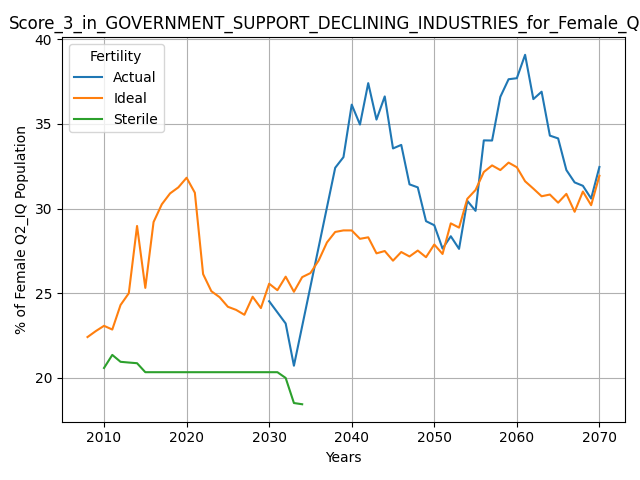 Score_3_in_GOVERNMENT_SUPPORT_DECLINING_INDUSTRIES_for_Female_Q
40
35
30
25
20
% of Female Q2_IQ Population
Fertility
Actual
Ideal
Sterile
2010 2020 2030 2040 2050 2060 2070
Years